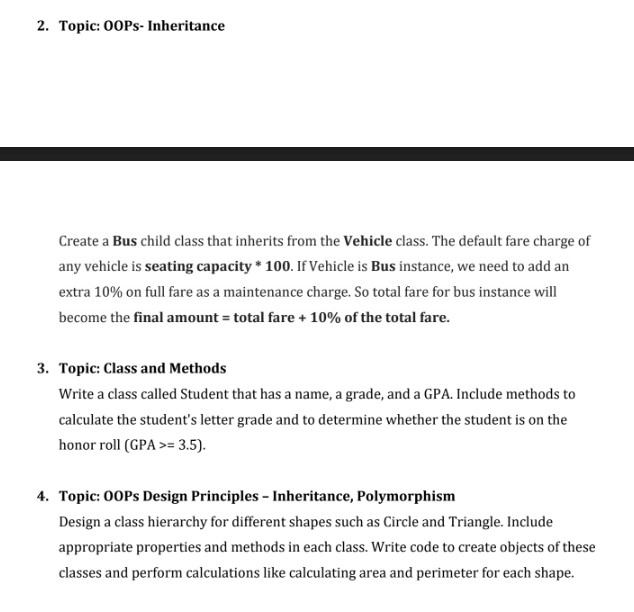 2. Topic: OOPs- Inheritance
Create a Bus child class that inherits from the Vehicle class. The default fare charge of
any vehicle is seating capacity * 100. If Vehicle is Bus instance, we need to add an
extra 10% on full fare as a maintenance charge. So total fare for bus instance will
become the final amount = total fare + 10% of the total fare.
3. Topic: Class and Methods
Write a class called Student that has a name, a grade, and a GPA. Include methods to
calculate the student's letter grade and to determine whether the student is on the
honor roll (GPA >= 3.5).
4. Topic: OOPs Design Principles – Inheritance, Polymorphism
Design a class hierarchy for different shapes such as Circle and Triangle. Include
appropriate properties and methods in each class. Write code to create objects of these
classes and perform calculations like calculating area and perimeter for each shape.